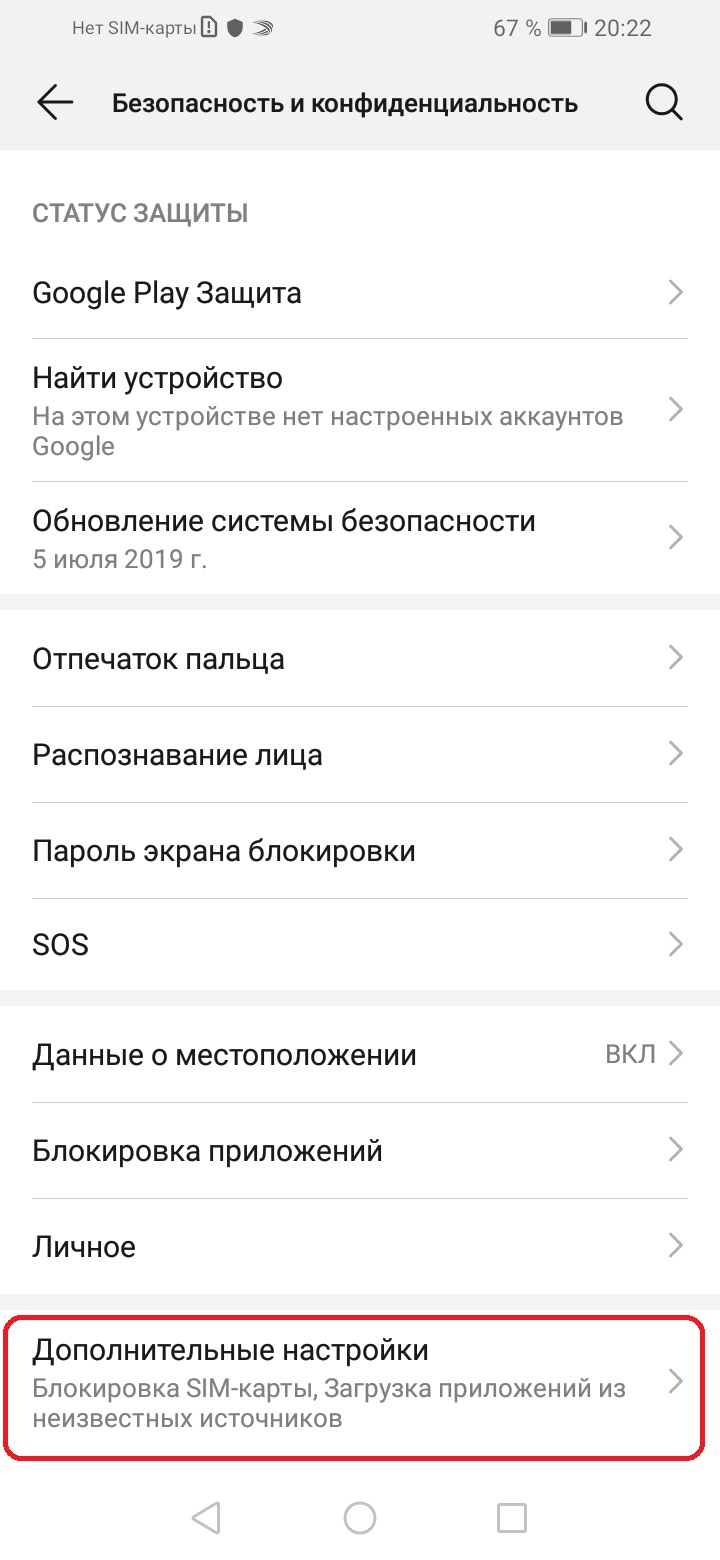 Нет SIM-карты
67 % 20:22
Безопасность и конфиденциальность
СТАТУС ЗАЩИТЫ
Google Play Защита
Найти устройство
На этом устройстве нет настроенных аккаунтов
Google
Обновление системы безопасности
5 июля 2019 г.
Отпечаток пальца
Распознавание лица
Пароль экрана блокировки
SOS
Данные о местоположении ВКЛ
Блокировка приложений
Личное
Дополнительные настройки
Блокировка SIM-карты, Загрузка приложений из
неизвестных источников